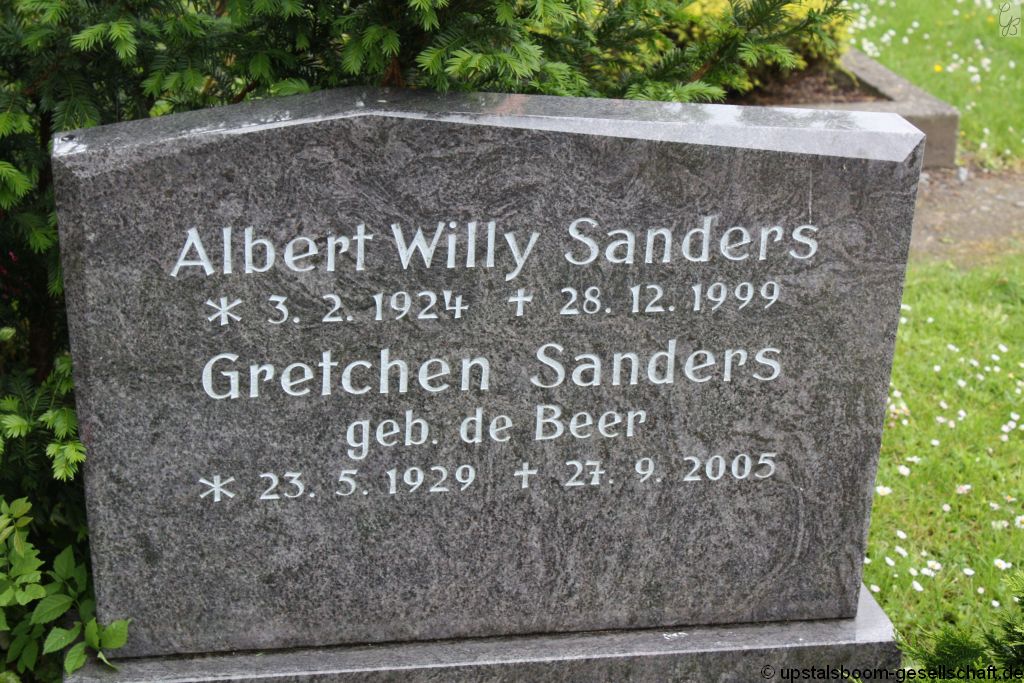 Albert Willy Sanders
* 3. 2. 1924 † 28. 12. 1999
Gretchen Sanders
geb. de Beer
* 23. 5. 1929 † 27. 9. 2005
© upstalsboom-gesellschaft.de